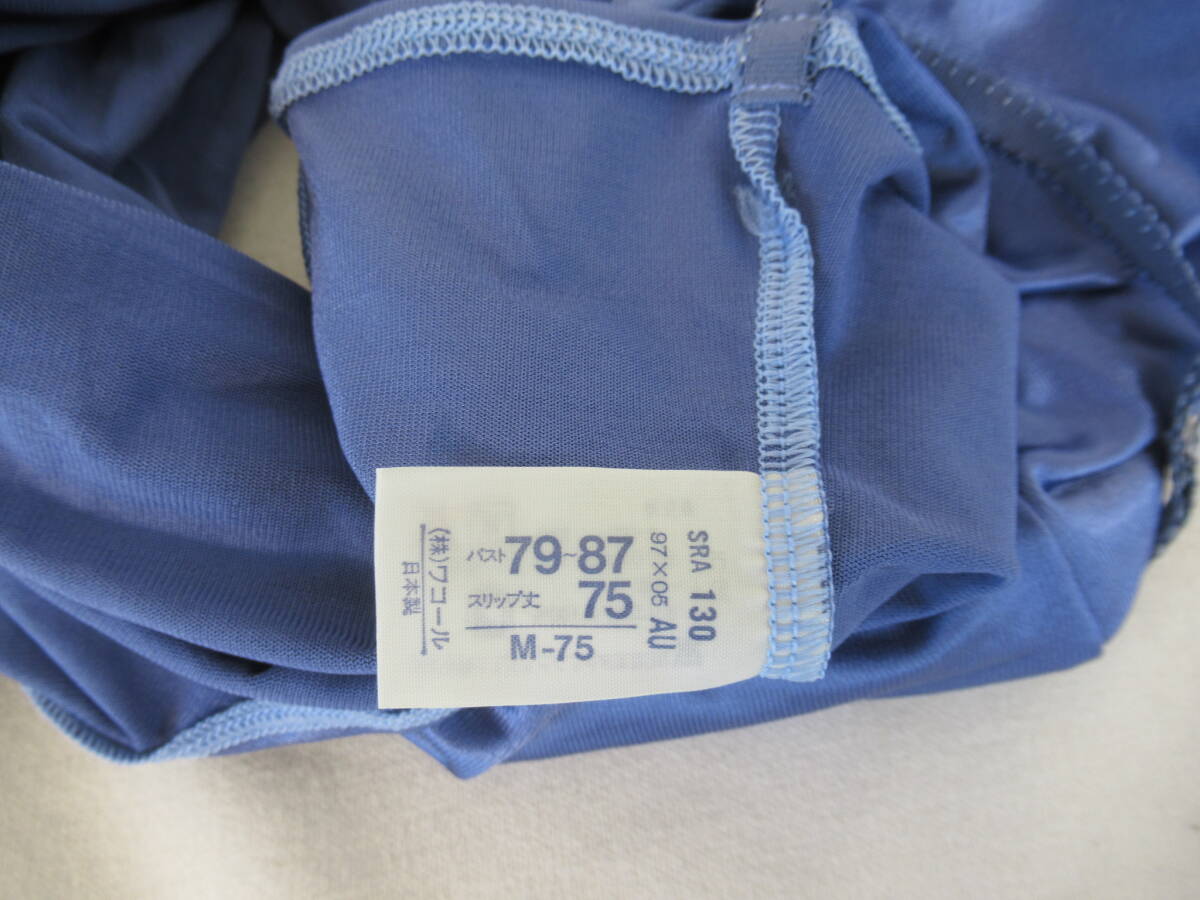 バスト79~87
スリップ丈 75
M-75
SRA 130
97×05 AU
(株)ワコール
日本製